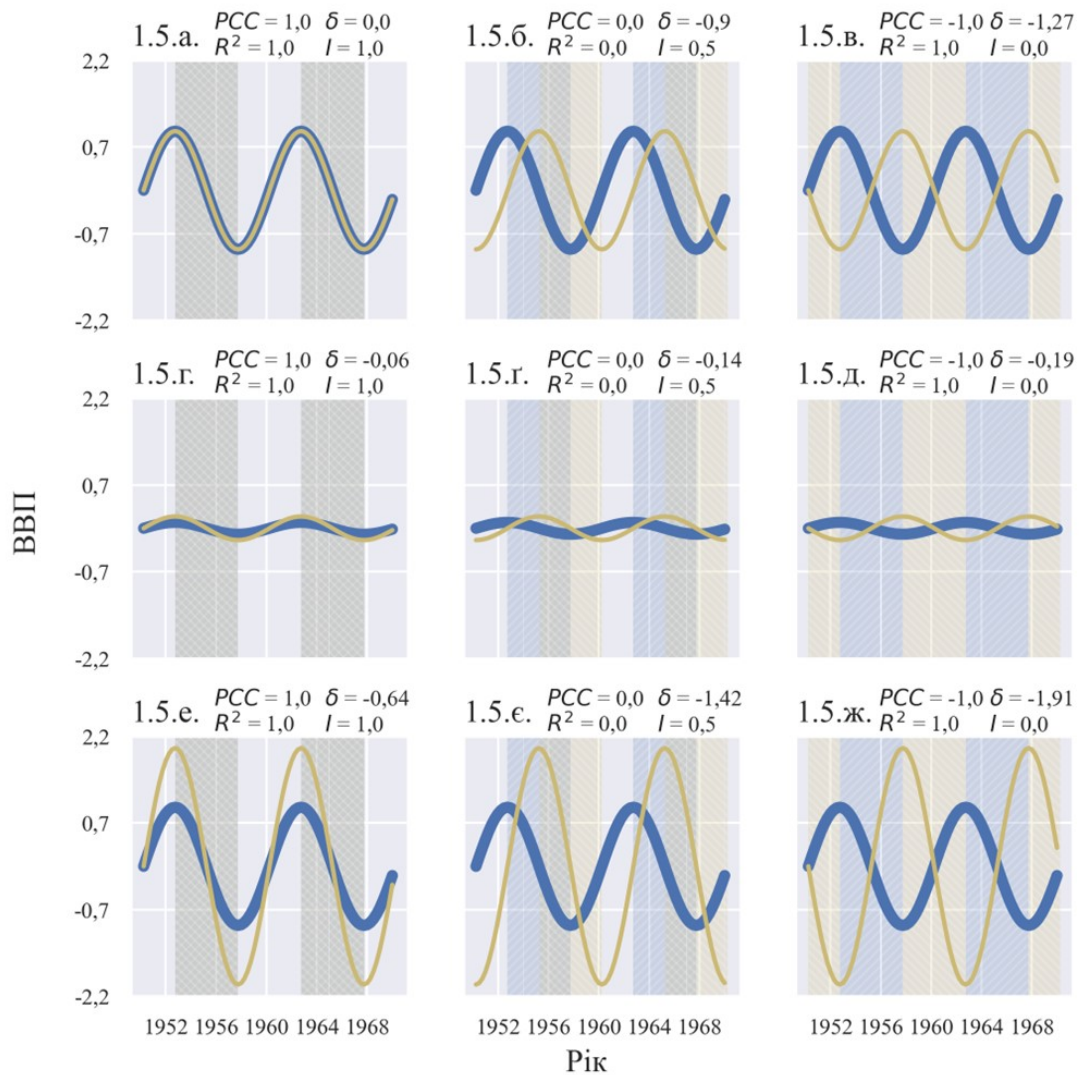 1.5.а. PCC = 1,0 δ = 0,0
R² = 1,0 I = 1,0
1.5.б. PCC = 0,0 δ = -0,9
R² = 0,0 I = 0,5
1.5.в. PCC = -1,0 δ = -1,27
R² = 1,0 I = 0,0
2,2
0,7
-0,7
-2,2
1.5.г. PCC = 1,0 δ = -0,06
R² = 1,0 I = 1,0
1.5.ґ. PCC = 0,0 δ = -0,14
R² = 0,0 I = 0,5
1.5.д. PCC = -1,0 δ = -0,19
R² = 1,0 I = 0,0
2,2
0,7
-0,7
-2,2
ВВП
1.5.е. PCC = 1,0 δ = -0,64
R² = 1,0 I = 1,0
1.5.є. PCC = 0,0 δ = -1,42
R² = 0,0 I = 0,5
1.5.ж. PCC = -1,0 δ = -1,91
R² = 1,0 I = 0,0
2,2
0,7
-0,7
-2,2
1952 1956 1960 1964 1968
1952 1956 1960 1964 1968
1952 1956 1960 1964 1968
Рік